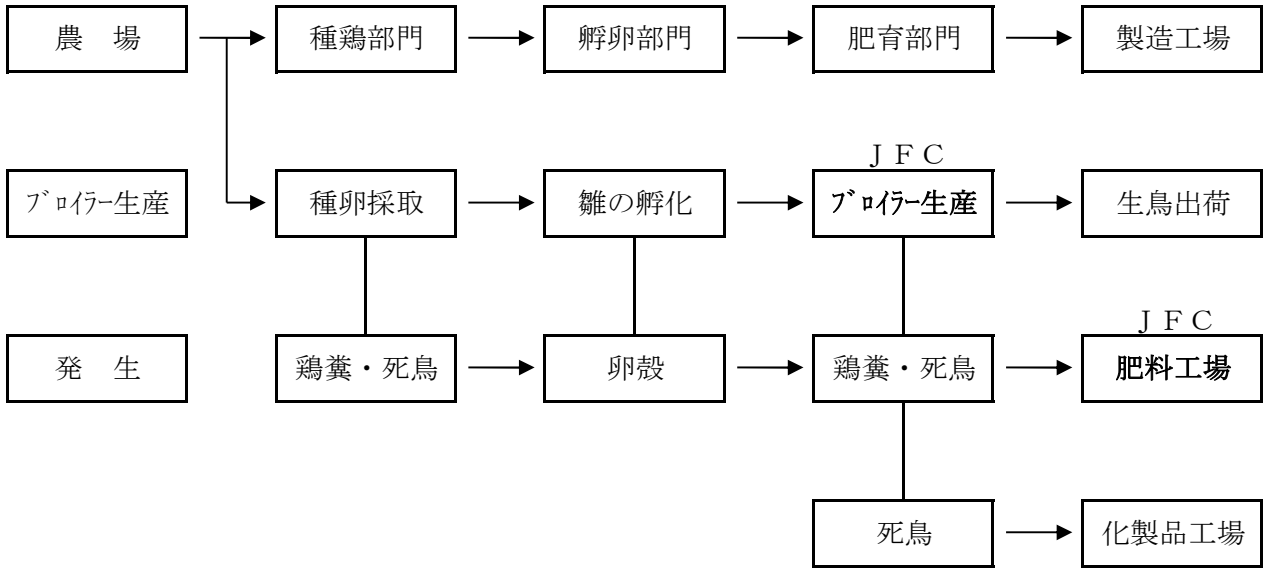 農　場
種鶏部門
孵卵部門
肥育部門
製造工場
ＪＦＣ
ﾌﾞﾛｲﾗｰ生産
種卵採取
雛の孵化
ﾌﾞﾛｲﾗｰ生産
生鳥出荷
ＪＦＣ
発　生
鶏糞・死鳥
卵殻
鶏糞・死鳥
肥料工場
死鳥
化製品工場